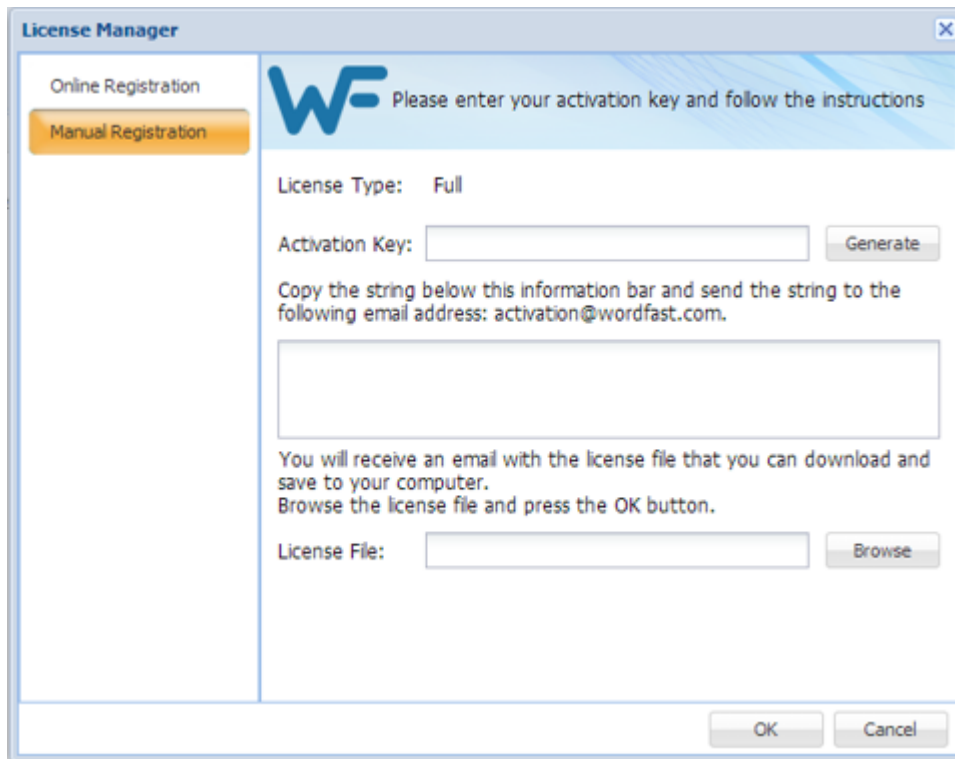 License Manager
Online Registration
Manual Registration
WF
Please enter your activation key and follow the instructions
License Type: Full
Activation Key:
Generate
Copy the string below this information bar and send the string to the
following email address: activation@wordfast.com.
You will receive an email with the license file that you can download and
save to your computer.
Browse the license file and press the OK button.
License File:
Browse
OK
Cancel